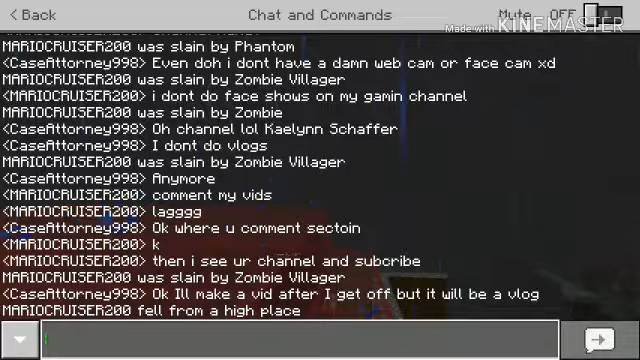 < Back
Chat and Commands
Mute OFF
Made with KINEMASTER
MARIOCRUISER200 was slain by Phantom
<CaseAttorney998> Even doh i dont have a damn web cam or face cam xd
MARIOCRUISER200 was slain by Zombie Villager
<MARIOCRUISER200> i dont do face shows on my gamin channel
MARIOCRUISER200 was slain by Zombie
<CaseAttorney998> Oh channel lol Kaelynn Schaffer
<CaseAttorney998> I dont do vlogs
MARIOCRUISER200 was slain by Zombie Villager
<CaseAttorney998> Anymore
<MARIOCRUISER200> comment my vids
<MARIOCRUISER200> lagggg
<CaseAttorney998> Ok where u comment sectoin
<MARIOCRUISER200> k
<MARIOCRUISER200> then i see ur channel and subcribe
MARIOCRUISER200 was slain by Zombie Villager
<CaseAttorney998> Ok Ill make a vid after I get off but it will be a vlog
MARIOCRUISER200 fell from a high place